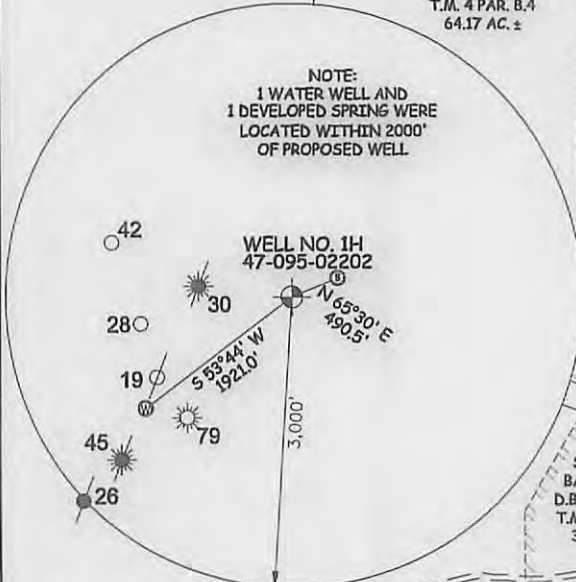 T.M. 4 PAR. B.4
64.17 AC. ±
NOTE:
1 WATER WELL AND
1 DEVELOPED SPRING WERE
LOCATED WITHIN 2000'
OF PROPOSED WELL
42
WELL NO. 1H
47-095-02202
B
30
N 65°30' E
490.5'
28
S 53°44' W
1921.0'
19
W
79
3,000'
45
26
BA
D.B
T.M
3